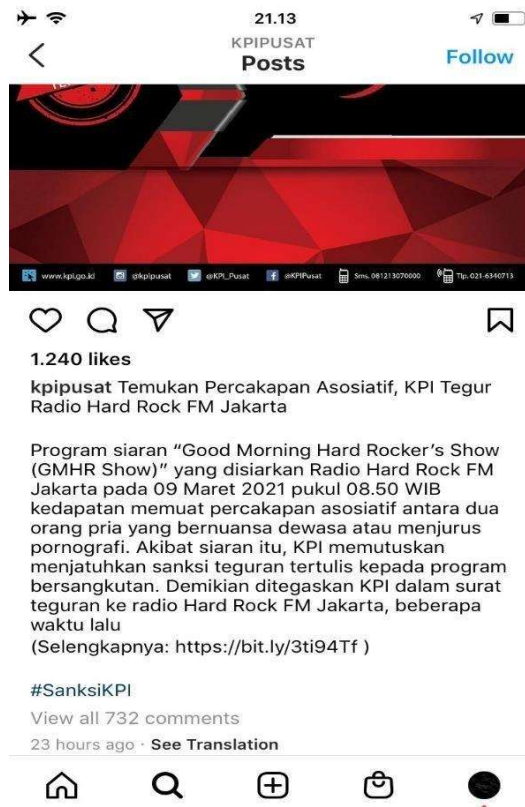 21.13
KPIPUSAT
Posts
Follow
www.kpi.go.id @kpipusat @KPI_Pusat @KPIPusat Sms. 081213070000 Tlp. 021-6340713
1.240 likes
kpipusat Temukan Percakapan Asosiatif, KPI Tegur
Radio Hard Rock FM Jakarta
Program siaran “Good Morning Hard Rocker's Show
(GMHR Show)” yang disiarkan Radio Hard Rock FM
Jakarta pada 09 Maret 2021 pukul 08.50 WIB
kedapatan memuat percakapan asosiatif antara dua
orang pria yang bernuansa dewasa atau menjurus
pornografi. Akibat siaran itu, KPI memutuskan
menjatuhkan sanksi teguran tertulis kepada program
bersangkutan. Demikian ditegaskan KPI dalam surat
teguran ke radio Hard Rock FM Jakarta, beberapa
waktu lalu
(Selengkapnya: https://bit.ly/3ti94Tf )
#SanksiKPI
View all 732 comments
23 hours ago · See Translation